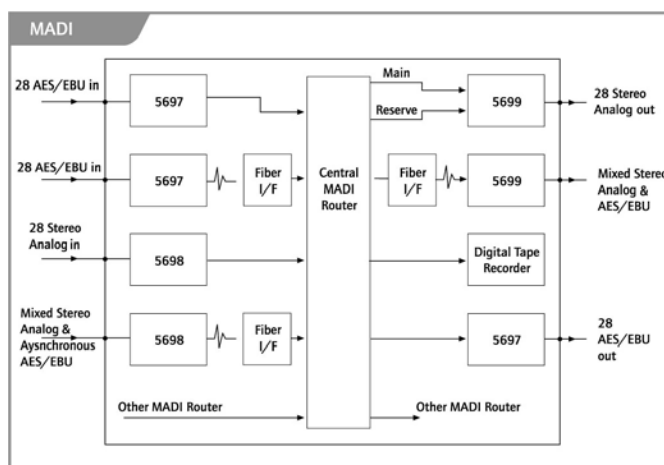 MADI
28 AES/EBU in
5697
Main
5699
28 Stereo
Analog out
Reserve
28 AES/EBU in
5697
Fiber
I/F
Central
MADI
Router
Fiber
I/F
5699
Mixed Stereo
Analog &
AES/EBU
28 Stereo
Analog in
5698
Digital Tape
Recorder
Mixed Stereo
Analog &
Aysnchronous
AES/EBU
5698
Fiber
I/F
5697
28
AES/EBU
out
Other MADI Router
Other MADI Router